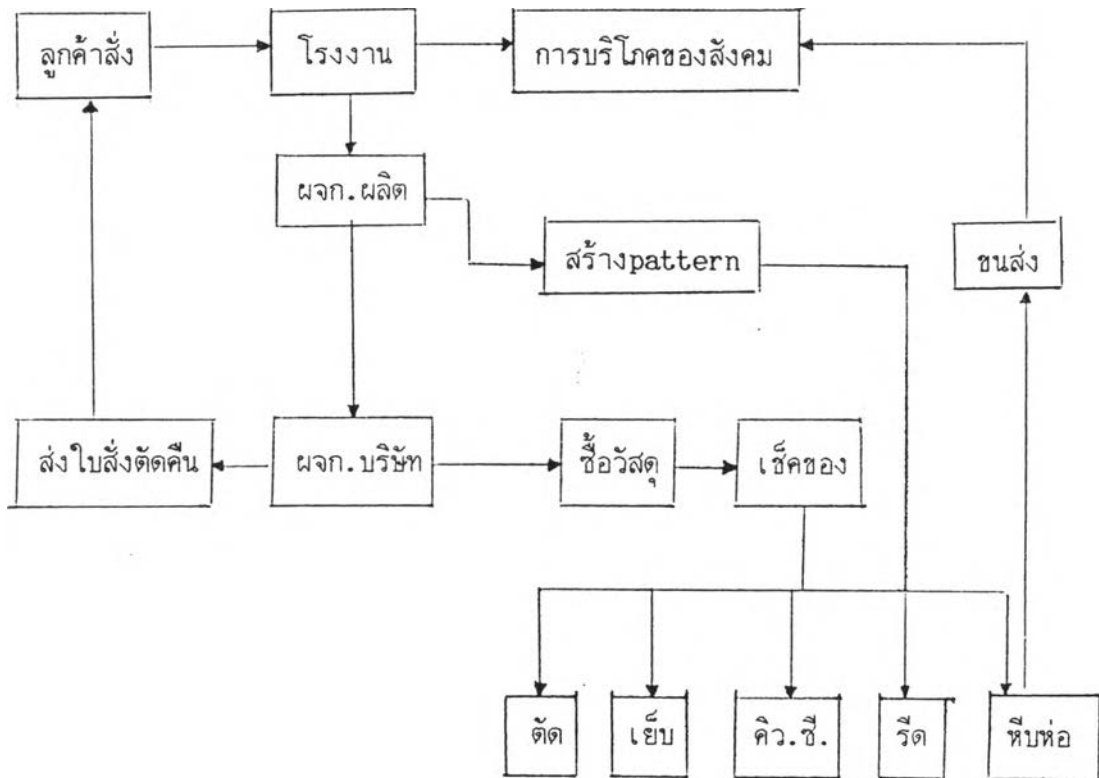 ลูกค้าสั่ง
โรงงาน
การบริโภคของสังคม
ผจก.ผลิต
สร้างpattern
ขนส่ง
ส่งใบสั่งตัดคืน
ผจก.บริษัท
ซื้อวัสดุ
เช็คของ
ตัด
เย็บ
คิว.ซี.
รีด
หีบห่อ